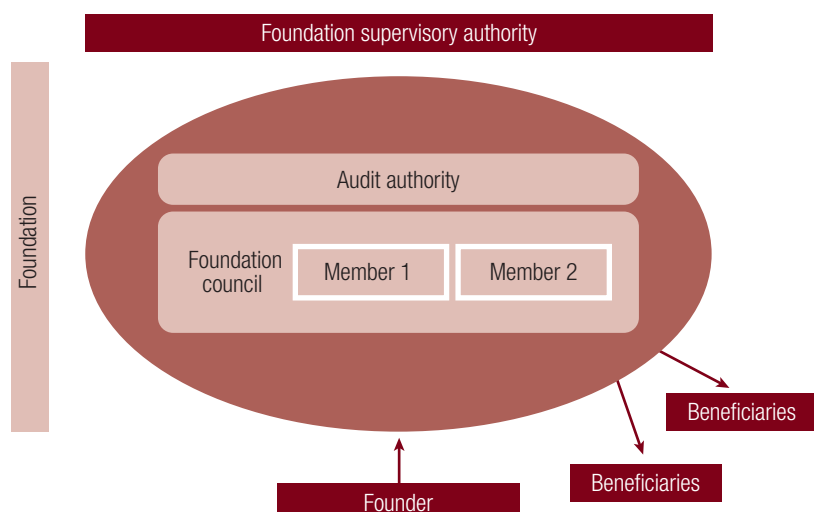 Foundation supervisory authority
Foundation
Audit authority
Foundation
council
Member 1
Member 2
Beneficiaries
Beneficiaries
Founder